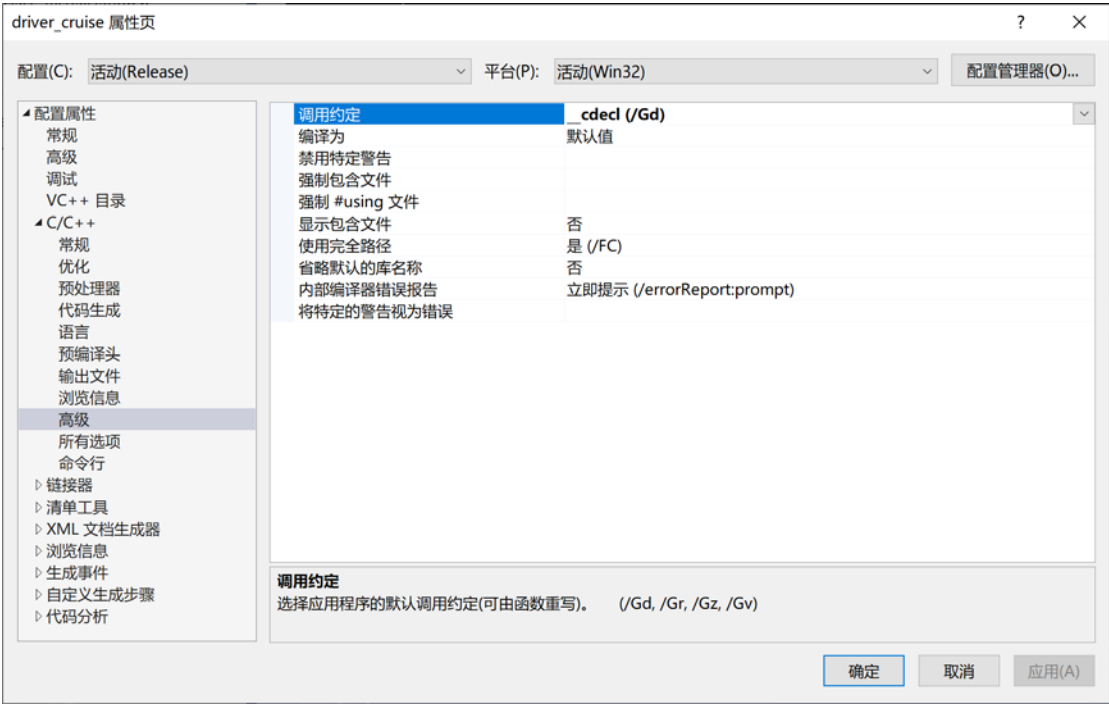 driver_cruise 属性页
?
配置(C): 活动(Release) 平台(P): 活动(Win32) 配置管理器(O)...
配置属性
常规
高级
调试
VC++ 目录
C/C++
常规
优化
预处理器
代码生成
语言
预编译头
输出文件
浏览信息
高级
所有选项
命令行
链接器
清单工具
XML 文档生成器
浏览信息
生成事件
自定义生成步骤
代码分析
调用约定 __cdecl (/Gd)
编译为 默认值
禁用特定警告
强制包含文件
强制 #using 文件
显示包含文件 否
使用完全路径 是 (/FC)
省略默认的库名称 否
内部编译器错误报告 立即提示 (/errorReport:prompt)
将特定的警告视为错误
调用约定
选择应用程序的默认调用约定(可由函数重写)。 (/Gd, /Gr, /Gz, /Gv)
确定 取消 应用(A)